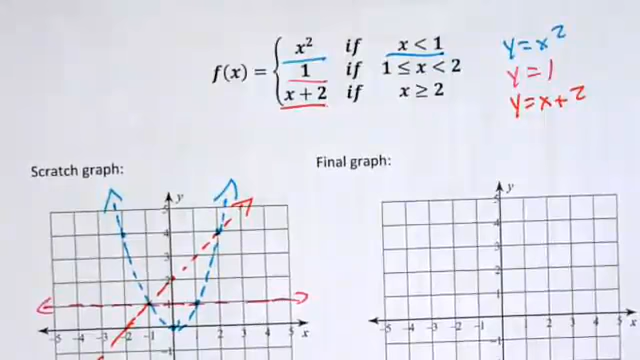 x² if x < 1 y = x²
f(x) = { 1 if 1 ≤ x < 2 y = 1
x + 2 if x ≥ 2 y = x + 2
Scratch graph: Final graph:
y y
5 5
4 4
3
2 2
1 1
-5 -4 -3 -2 -1 1 2 3 4 5 x -5 -4 -3 -2 -1 1 2 3 4 5 x
-1 -1